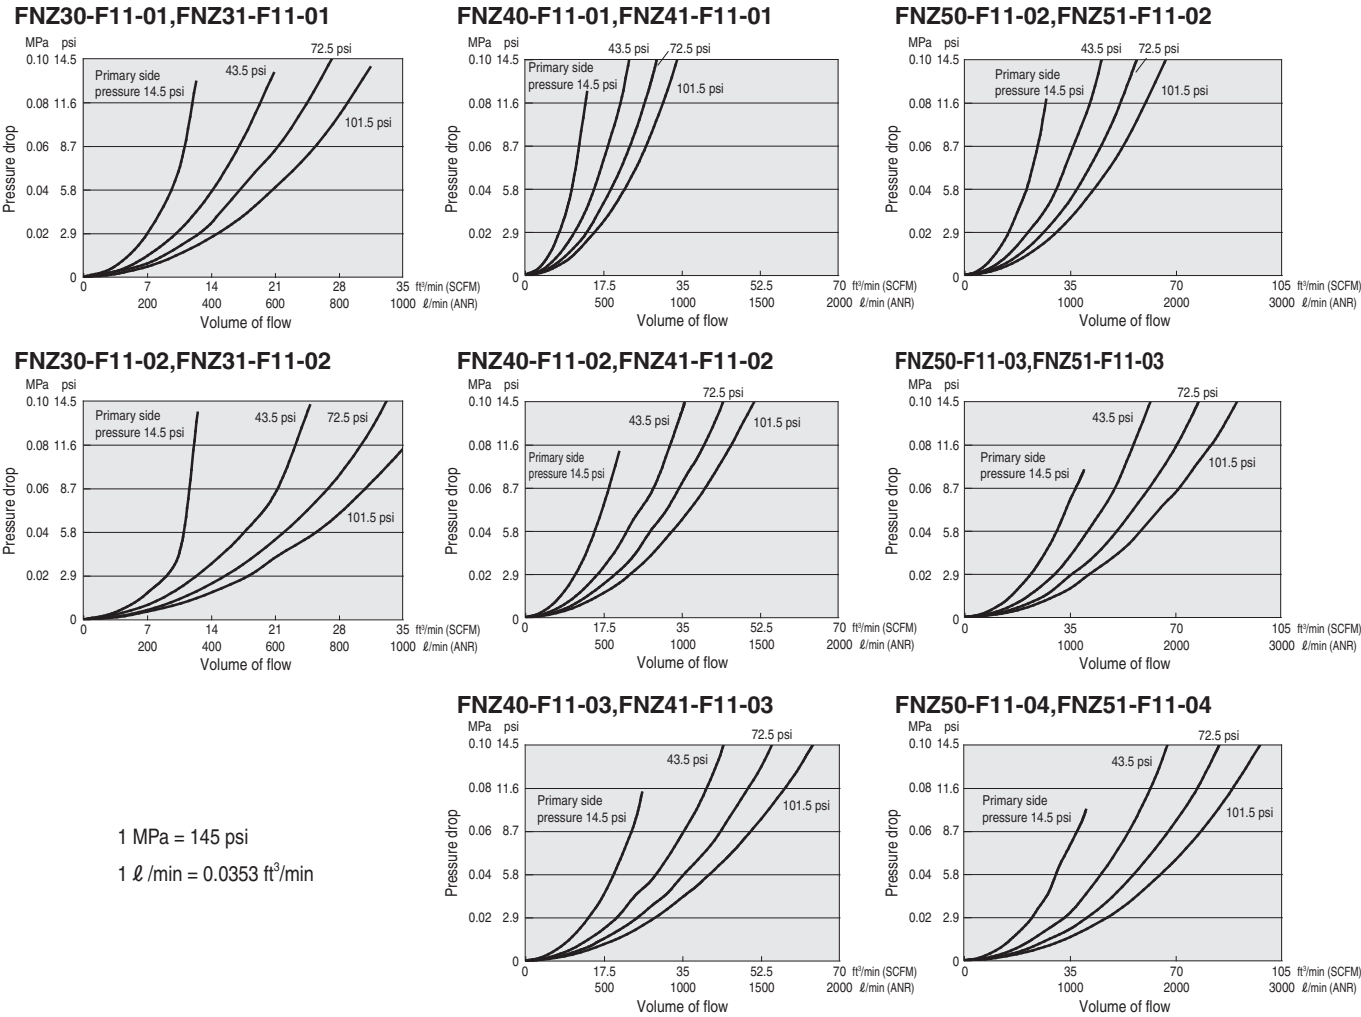 FNZ30-F11-01,FNZ31-F11-01
MPa psi
0.10 14.5
0.08 11.6
0.06 8.7
0.04 5.8
0.02 2.9
0
Pressure drop
Primary side
pressure 14.5 psi
43.5 psi
72.5 psi
101.5 psi
0 7 14 21 28 35 ft³/min (SCFM)
200 400 600 800 1000 ℓ/min (ANR)
Volume of flow
FNZ40-F11-01,FNZ41-F11-01
MPa psi
0.10 14.5
0.08 11.6
0.06 8.7
0.04 5.8
0.02 2.9
0
Pressure drop
Primary side
pressure 14.5 psi
43.5 psi
72.5 psi
101.5 psi
0 17.5 35 52.5 70 ft³/min (SCFM)
500 1000 1500 2000 ℓ/min (ANR)
Volume of flow
FNZ50-F11-02,FNZ51-F11-02
MPa psi
0.10 14.5
0.08 11.6
0.06 8.7
0.04 5.8
0.02 2.9
0
Pressure drop
Primary side
pressure 14.5 psi
43.5 psi
72.5 psi
101.5 psi
0 35 70 105 ft³/min (SCFM)
1000 2000 3000 ℓ/min (ANR)
Volume of flow
FNZ30-F11-02,FNZ31-F11-02
MPa psi
0.10 14.5
0.08 11.6
0.06 8.7
0.04 5.8
0.02 2.9
0
Pressure drop
Primary side
pressure 14.5 psi
43.5 psi
72.5 psi
101.5 psi
0 7 14 21 28 35 ft³/min (SCFM)
200 400 600 800 1000 ℓ/min (ANR)
Volume of flow
FNZ40-F11-02,FNZ41-F11-02
MPa psi
0.10 14.5
0.08 11.6
0.06 8.7
0.04 5.8
0.02 2.9
0
Pressure drop
Primary side
pressure 14.5 psi
43.5 psi
72.5 psi
101.5 psi
0 17.5 35 52.5 70 ft³/min (SCFM)
500 1000 1500 2000 ℓ/min (ANR)
Volume of flow
FNZ50-F11-03,FNZ51-F11-03
MPa psi
0.10 14.5
0.08 11.6
0.06 8.7
0.04 5.8
0.02 2.9
0
Pressure drop
Primary side
pressure 14.5 psi
43.5 psi
72.5 psi
101.5 psi
0 35 70 105 ft³/min (SCFM)
1000 2000 3000 ℓ/min (ANR)
Volume of flow
1 MPa = 145 psi
1 ℓ /min = 0.0353 ft³/min
FNZ40-F11-03,FNZ41-F11-03
MPa psi
0.10 14.5
0.08 11.6
0.06 8.7
0.04 5.8
0.02 2.9
0
Pressure drop
Primary side
pressure 14.5 psi
43.5 psi
72.5 psi
101.5 psi
0 17.5 35 52.5 70 ft³/min (SCFM)
500 1000 1500 2000 ℓ/min (ANR)
Volume of flow
FNZ50-F11-04,FNZ51-F11-04
MPa psi
0.10 14.5
0.08 11.6
0.06 8.7
0.04 5.8
0.02 2.9
0
Pressure drop
Primary side
pressure 14.5 psi
43.5 psi
72.5 psi
101.5 psi
0 35 70 105 ft³/min (SCFM)
1000 2000 3000 ℓ/min (ANR)
Volume of flow